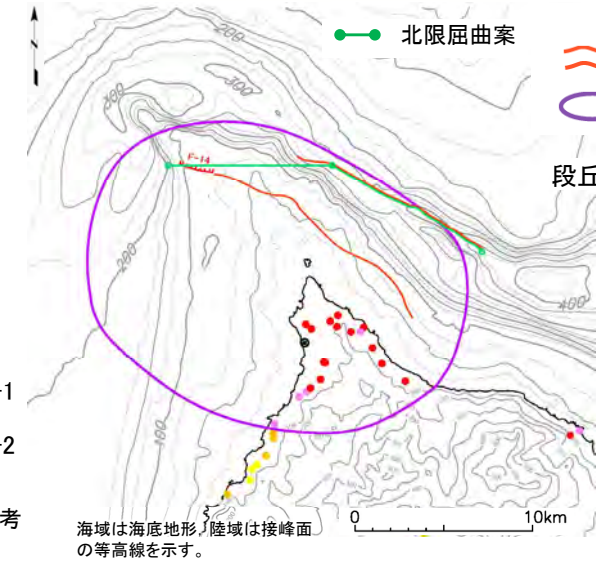 N
北限屈曲案
段丘
200
300
300
F-14
200
400
100
-1
-2
考
0 10km
海域は海底地形，陸域は接峰面
の等高線を示す。